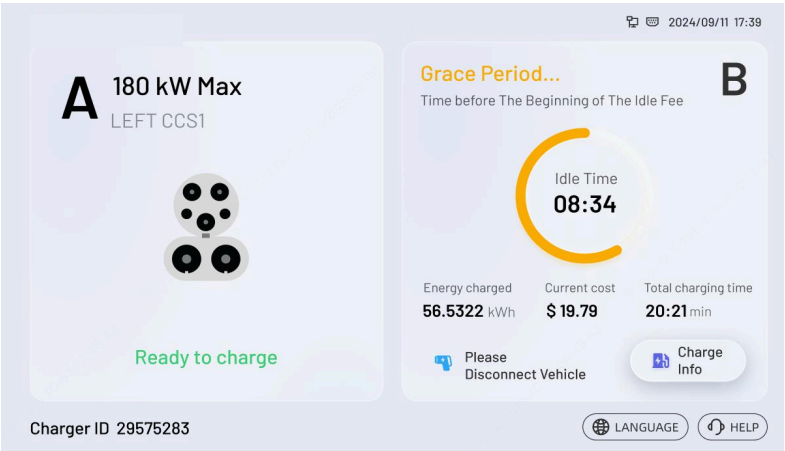 2024/09/11 17:39
A
180 kW Max
LEFT CCS1
Ready to charge
Grace Period...
B
Time before The Beginning of The Idle Fee
Idle Time
08:34
Energy charged
56.5322 kWh
Current cost
$ 19.79
Total charging time
20:21 min
Please
Disconnect Vehicle
Charge
Info
Charger ID 29575283
LANGUAGE
HELP